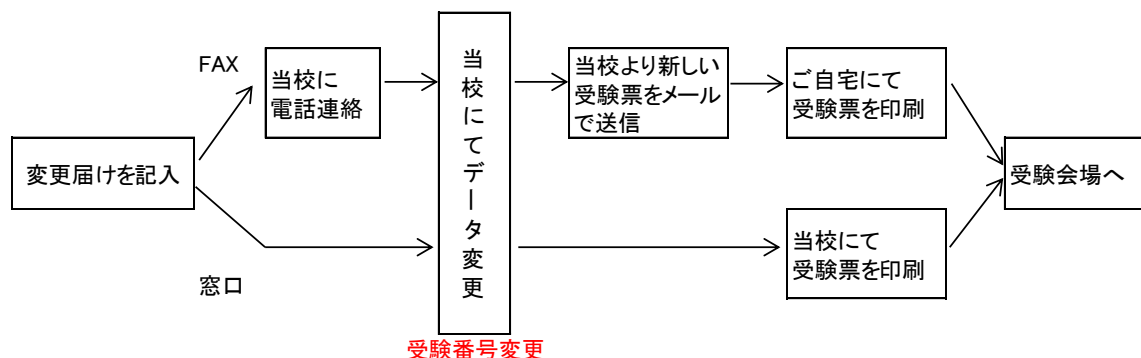 変更届けを記入
FAX
当校に
電話連絡
窓口
当校にてデータ変更
受験番号変更
当校より新しい
受験票をメール
で送信
ご自宅にて
受験票を印刷
当校にて
受験票を印刷
受験会場へ